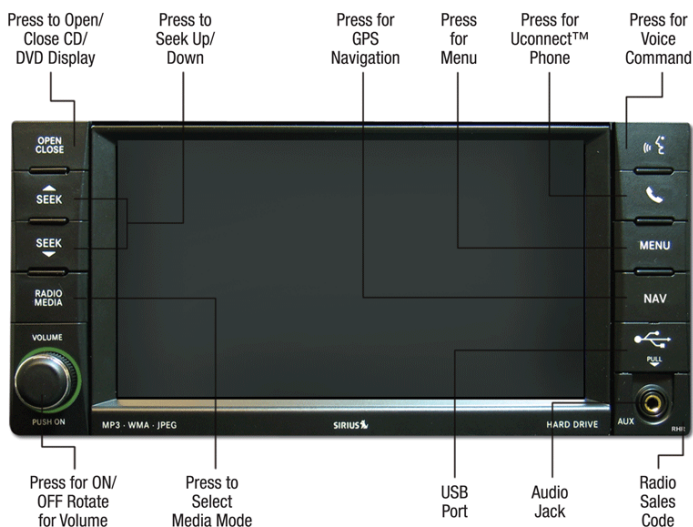 Press to Open/
Close CD/
DVD Display
Press to
Seek Up/
Down
Press for
GPS
Navigation
Press
for
Menu
Press for
Uconnect™
Phone
Press for
Voice
Command
OPEN
CLOSE
SEEK
SEEK
RADIO
MEDIA
VOLUME
PUSH ON
MENU
NAV
PULL
AUX
MP3 · WMA · JPEG
SIRIUS
HARD DRIVE
Press for ON/
OFF Rotate
for Volume
Press to
Select
Media Mode
USB
Port
Audio
Jack
Radio
Sales
Code